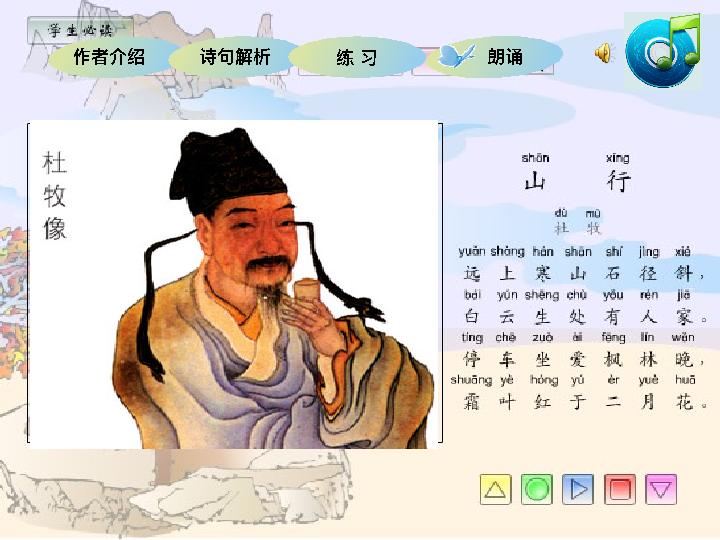 学生必读
作者介绍 诗句解析 练 习 朗诵
杜牧像
shān xíng
山 行
dù mù
杜 牧
yuǎn shàng hán shān shí jìng xié
远 上 寒 山 石 径 斜，
bái yún shēng chù yǒu rén jiā
白 云 生 处 有 人 家。
tíng chē zuò ài fēng lín wǎn
停 车 坐 爱 枫 林 晚，
shuāng yè hóng yú èr yuè huā
霜 叶 红 于 二 月 花。